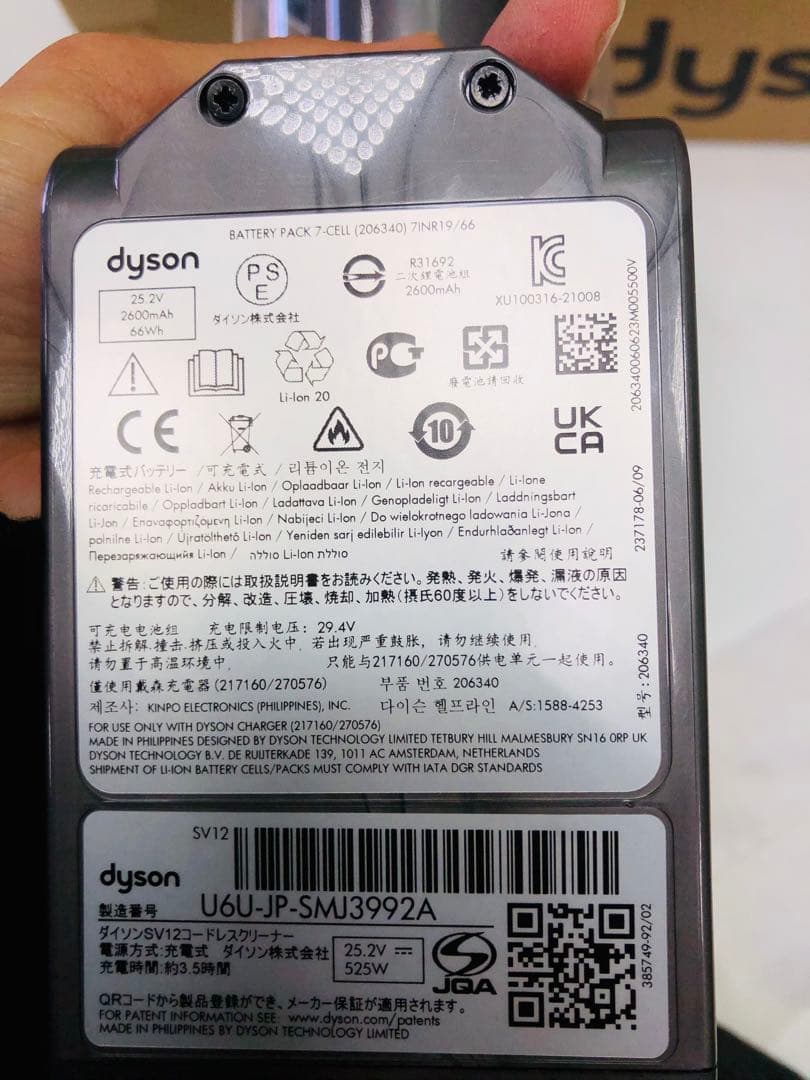 dyson
BATTERY PACK 7-CELL (206340) 7INR19/66
dyson
PSE
R31692
二次鋰電池組
2600mAh
25.2V
2600mAh
66Wh
ダイソン株式会社
XU100316-21008
Li-Ion 20
廢電池請回收
CE
10
UK
CA
206340060623M005500V
充電式バッテリー /可充電式 / 리튬이온 전지
Rechargeable Li-Ion / Akku Li-Ion / Oplaadbaar Li-Ion / Li-Ion recargeable / Li-Ione
ricaricabile / Oppladbart Li-Ion / Ladattava Li-Ion / Genopladeligt Li-Ion / Laddningsbart
Li-Jon / Επαναφορτιζόμενη Li-Ion / Nabíjecí Li-Ion / Do wielokrotnego ladowania Li-Jona /
polnilne Li-Ion / Ujratölthető Li-Ion / Yeniden sarj edilebilir Li-Iyon / Endurhlaðanlegt Li-Ion /
Перезаряжающийся Li-Ion / סוללה Li-Ion נטללת
請參閱使用說明
237178-06/09
警告:ご使用の際には取扱説明書をお読みください。発熱、発火、爆発、漏液の原因
となりますので、分解、改造、圧壊、焼却、加熱(摂氏60度以上)をしないでください。
可充电电池组 充电限制电压: 29.4V
禁止拆解.撞击.挤压或投入火中.若出现严重鼓胀,请勿继续使用.
请勿置于高温环境中. 只能与217160/270576供电单元一起使用。
僅使用戴森充電器(217160/270576) 부품 번호 206340
제조사: KINPO ELECTRONICS (PHILIPPINES), INC. 다이슨 헬프라인 A/S:1588-4253
型号:206340
FOR USE ONLY WITH DYSON CHARGER (217160/270576)
MADE IN PHILIPPINES DESIGNED BY DYSON TECHNOLOGY LIMITED TETBURY HILL MALMESBURY SN16 0RP UK
DYSON TECHNOLOGY B.V. DE RUIJTERKADE 139, 1011 AC AMSTERDAM, NETHERLANDS
SHIPMENT OF LI-ION BATTERY CELLS/PACKS MUST COMPLY WITH IATA DGR STANDARDS
SV12
dyson
製造番号 U6U-JP-SMJ3992A
ダイソンSV12コードレスクリーナー
電源方式:充電式 ダイソン株式会社
充電時間:約3.5時間
25.2V
525W
JQA
385749-92/02
QRコードから製品登録ができ、メーカー保証が適用されます。
FOR PATENT INFORMATION SEE: www.dyson.com/patents
MADE IN PHILIPPINES BY DYSON TECHNOLOGY LIMITED